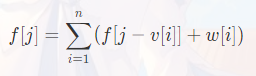 f[j] = \sum_{i=1}^{n} (f[j - v[i]] + w[i])